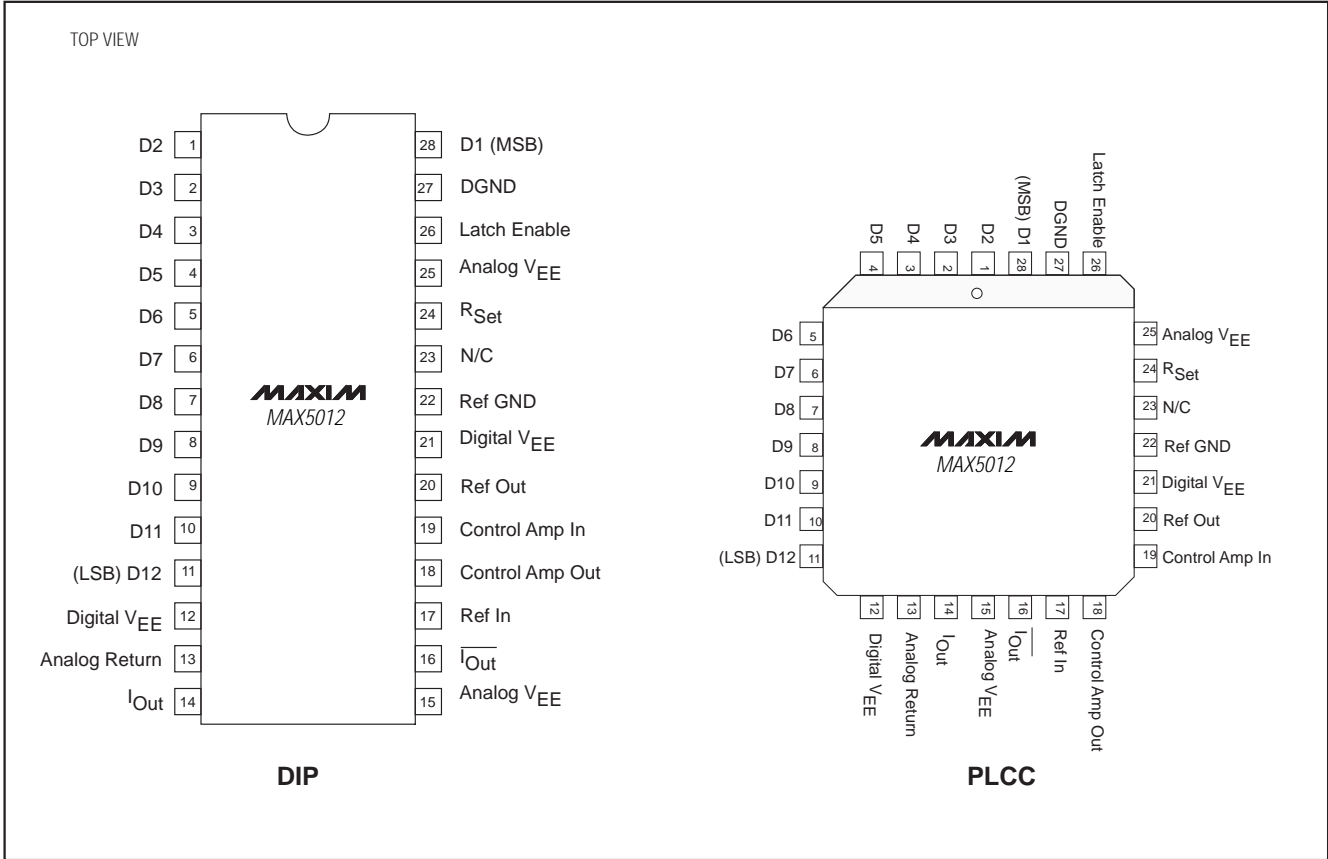 TOP VIEW
D2 1
D3 2
D4 3
D5 4
D6 5
D7 6
D8 7
D9 8
D10 9
D11 10
(LSB) D12 11
Digital VEE 12
Analog Return 13
IOut 14
28 D1 (MSB)
27 DGND
26 Latch Enable
25 Analog VEE
24 RSet
23 N/C
22 Ref GND
21 Digital VEE
20 Ref Out
19 Control Amp In
18 Control Amp Out
17 Ref In
16 I̅O̅u̅t̅
15 Analog VEE
MAXIM
MAX5012
DIP
D5 4
D4 3
D3 2
D2 1
(MSB) D1 28
DGND 27
Latch Enable 26
D6 5
D7 6
D8 7
D9 8
D10 9
D11 10
(LSB) D12 11
25 Analog VEE
24 RSet
23 N/C
22 Ref GND
21 Digital VEE
20 Ref Out
19 Control Amp In
MAXIM
MAX5012
12 Digital VEE
13 Analog Return
14 IOut
15 Analog VEE
16 I̅O̅u̅t̅
17 Ref In
18 Control Amp Out
PLCC